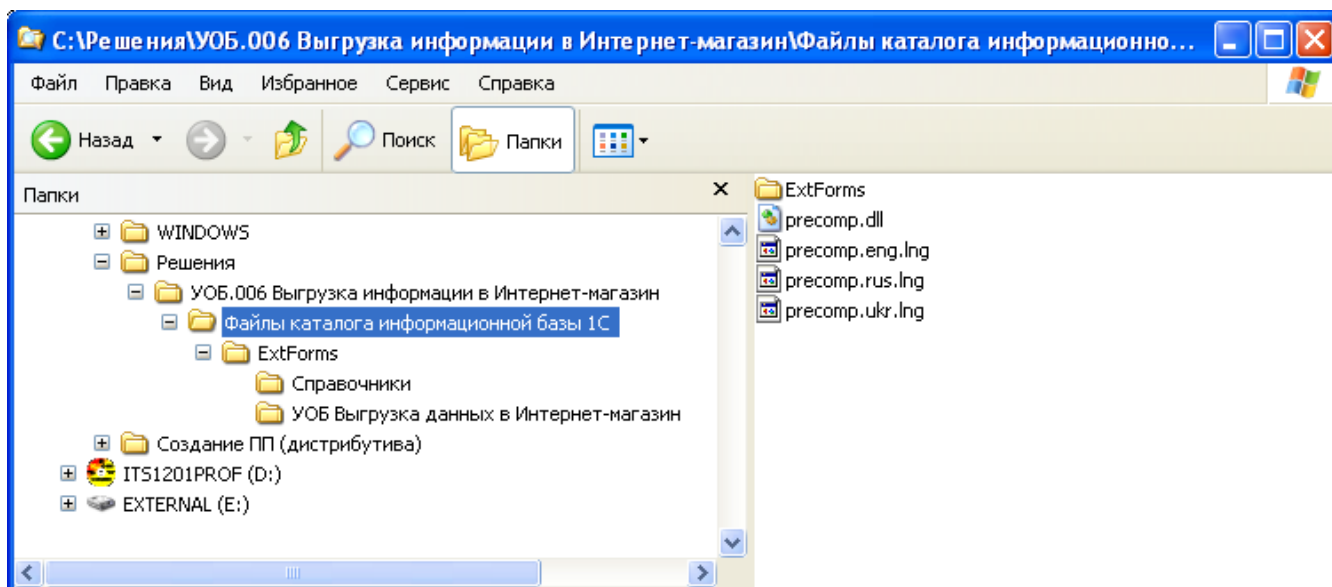 C:\Решения\УОБ.006 Выгрузка информации в Интернет-магазин\Файлы каталога информационно...
Файл Правка Вид Избранное Сервис Справка
Назад Поиск Папки
Папки
WINDOWS
Решения
УОБ.006 Выгрузка информации в Интернет-магазин
Файлы каталога информационной базы 1С
ExtForms
Справочники
УОБ Выгрузка данных в Интернет-магазин
Создание ПП (дистрибутива)
ITS1201PROF (D:)
EXTERNAL (E:)
ExtForms
precomp.dll
precomp.eng.lng
precomp.rus.lng
precomp.ukr.lng